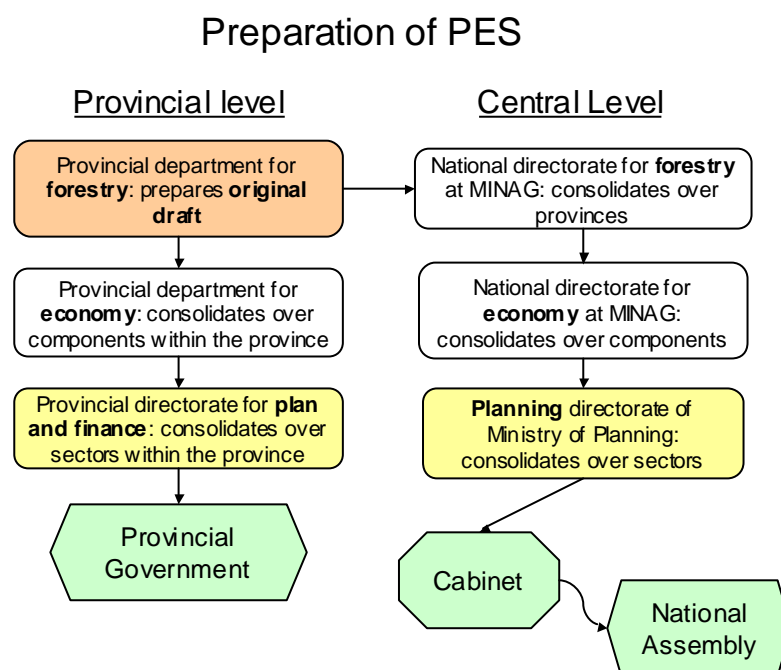 Preparation of PES
Provincial level
Central Level
Provincial department for
forestry: prepares original
draft
National directorate for forestry
at MINAG: consolidates over
provinces
Provincial department for
economy: consolidates over
components within the province
National directorate for
economy at MINAG:
consolidates over components
Provincial directorate for plan
and finance: consolidates over
sectors within the province
Planning directorate of
Ministry of Planning:
consolidates over sectors
Provincial
Government
Cabinet
National
Assembly